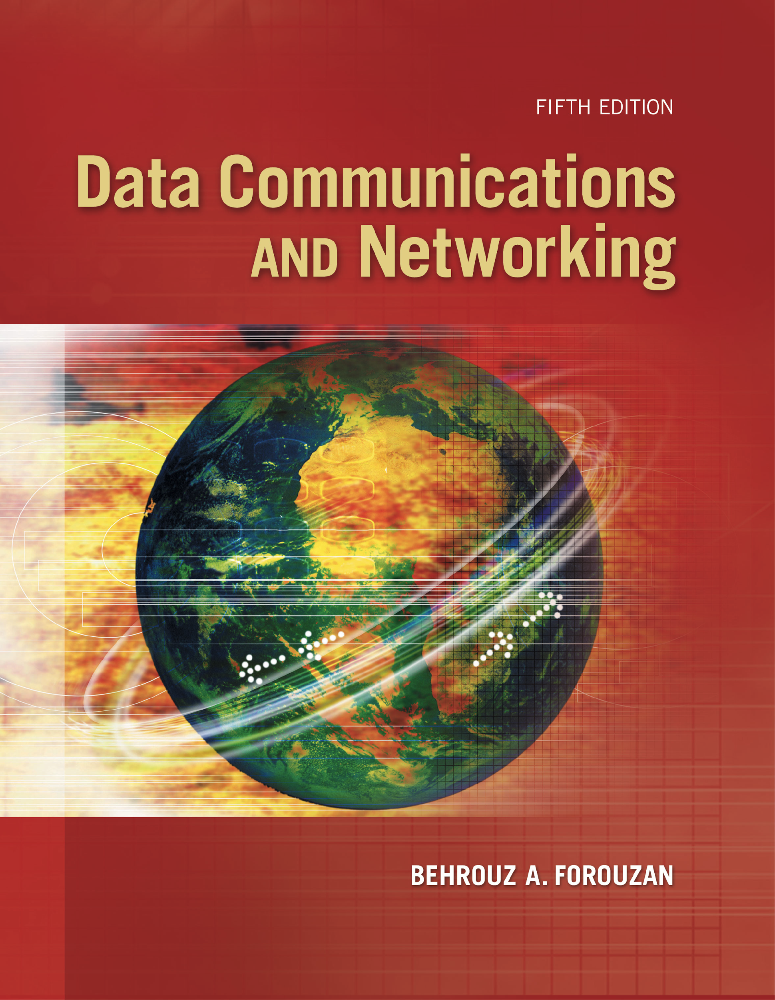 FIFTH EDITION
Data Communications
AND Networking
BEHROUZ A. FOROUZAN